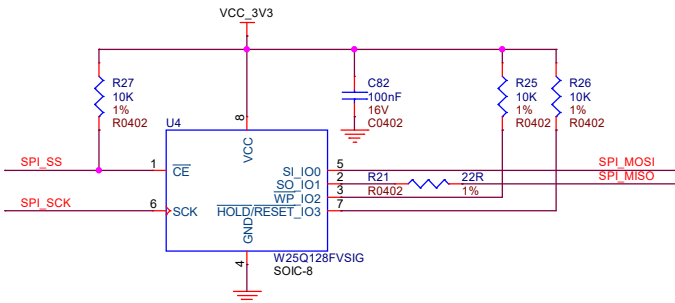 VCC_3V3
R27
10K
1%
R0402
C82
100nF
16V
C0402
R25
10K
1%
R0402
R26
10K
1%
R0402
U4
8
VCC
SPI_SS
1
CE
SI_IO0
5
SPI_MOSI
SO_IO1
2
R21
22R
SPI_MISO
WP_IO2
3
R0402
1%
SPI_SCK
6
SCK
HOLD/RESET_IO3
7
GND
4
W25Q128FVSIG
SOIC-8